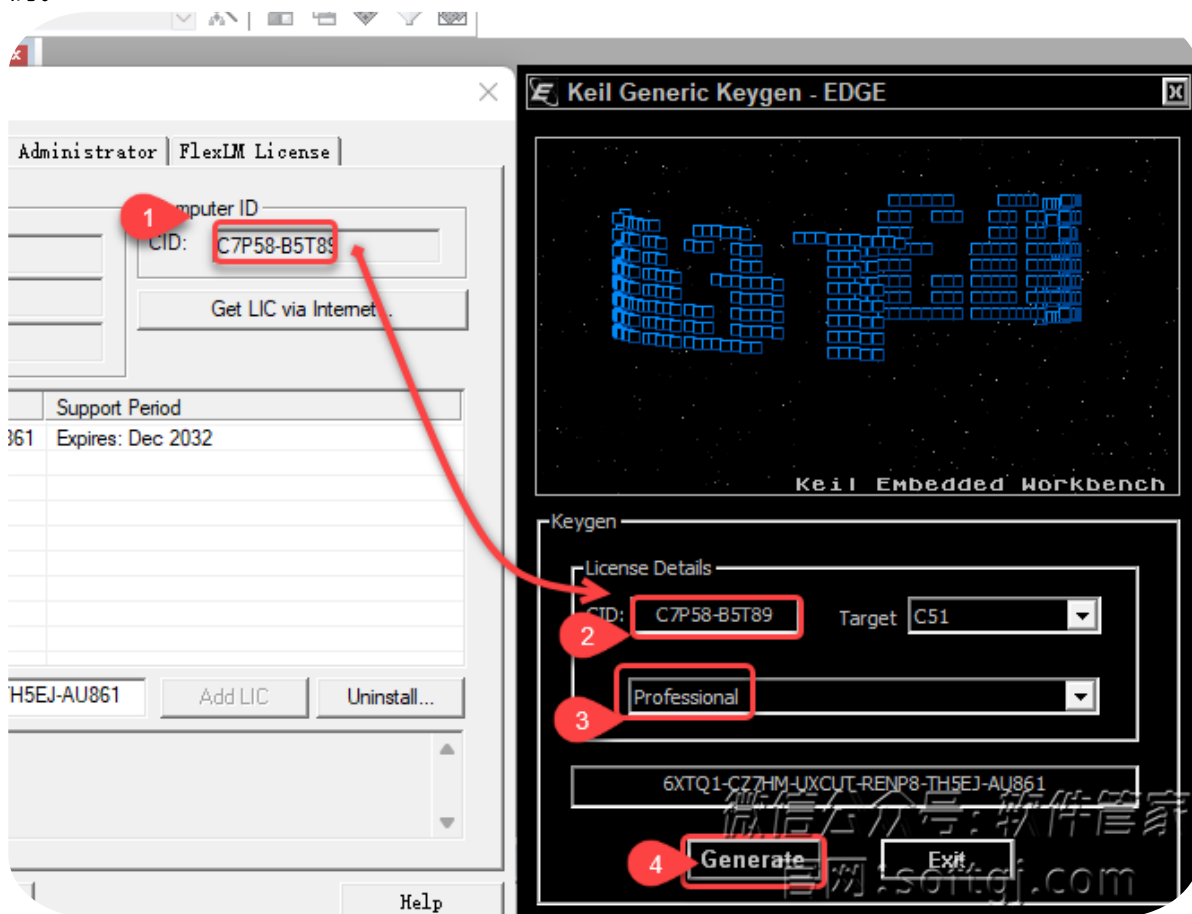 Keil Generic Keygen - EDGE
Administrator
FlexLM License
1
mputer ID
CID:
C7P58-B5T89
Get LIC via Internet...
Support Period
861 Expires: Dec 2032
Keil Embedded Workbench
Keygen
License Details
CID:
C7P58-B5T89
Target
C51
2
H5EJ-AU861
Add LIC
Uninstall...
Professional
3
6XTQ1-CZ7HM-UXCUT-RENP8-TH5EJ-AU861
微信公众号:软件管家
4
Generate
Exit
官网:softgj.com
Help